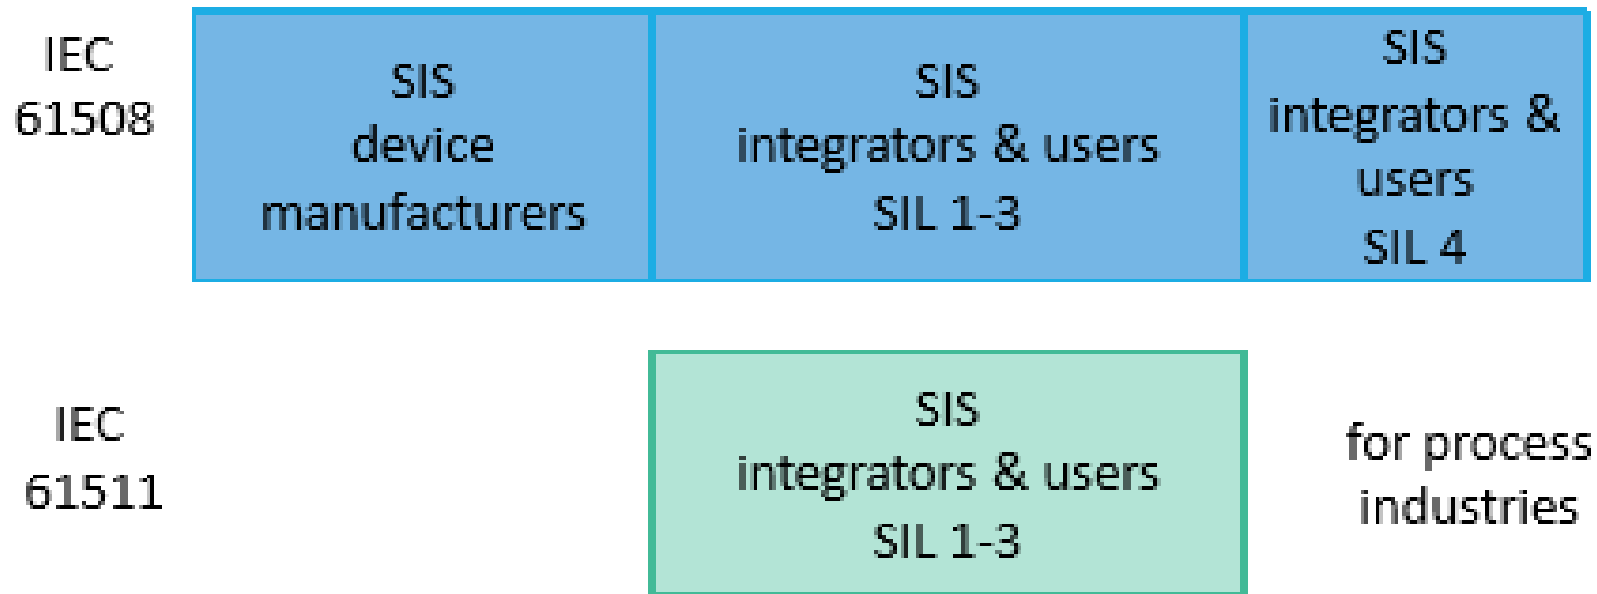 IEC
61508
SIS
device
manufacturers
SIS
integrators & users
SIL 1-3
SIS
integrators &
users
SIL 4
IEC
61511
SIS
integrators & users
SIL 1-3
for process
industries